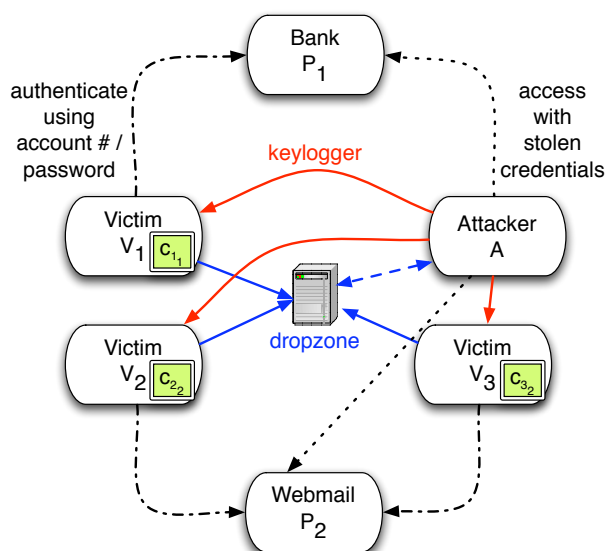 Bank
P1
authenticate
using
account # /
password
access
with
stolen
credentials
keylogger
Victim
V1
c11
Attacker
A
dropzone
Victim
V2
c22
Victim
V3
c32
Webmail
P2